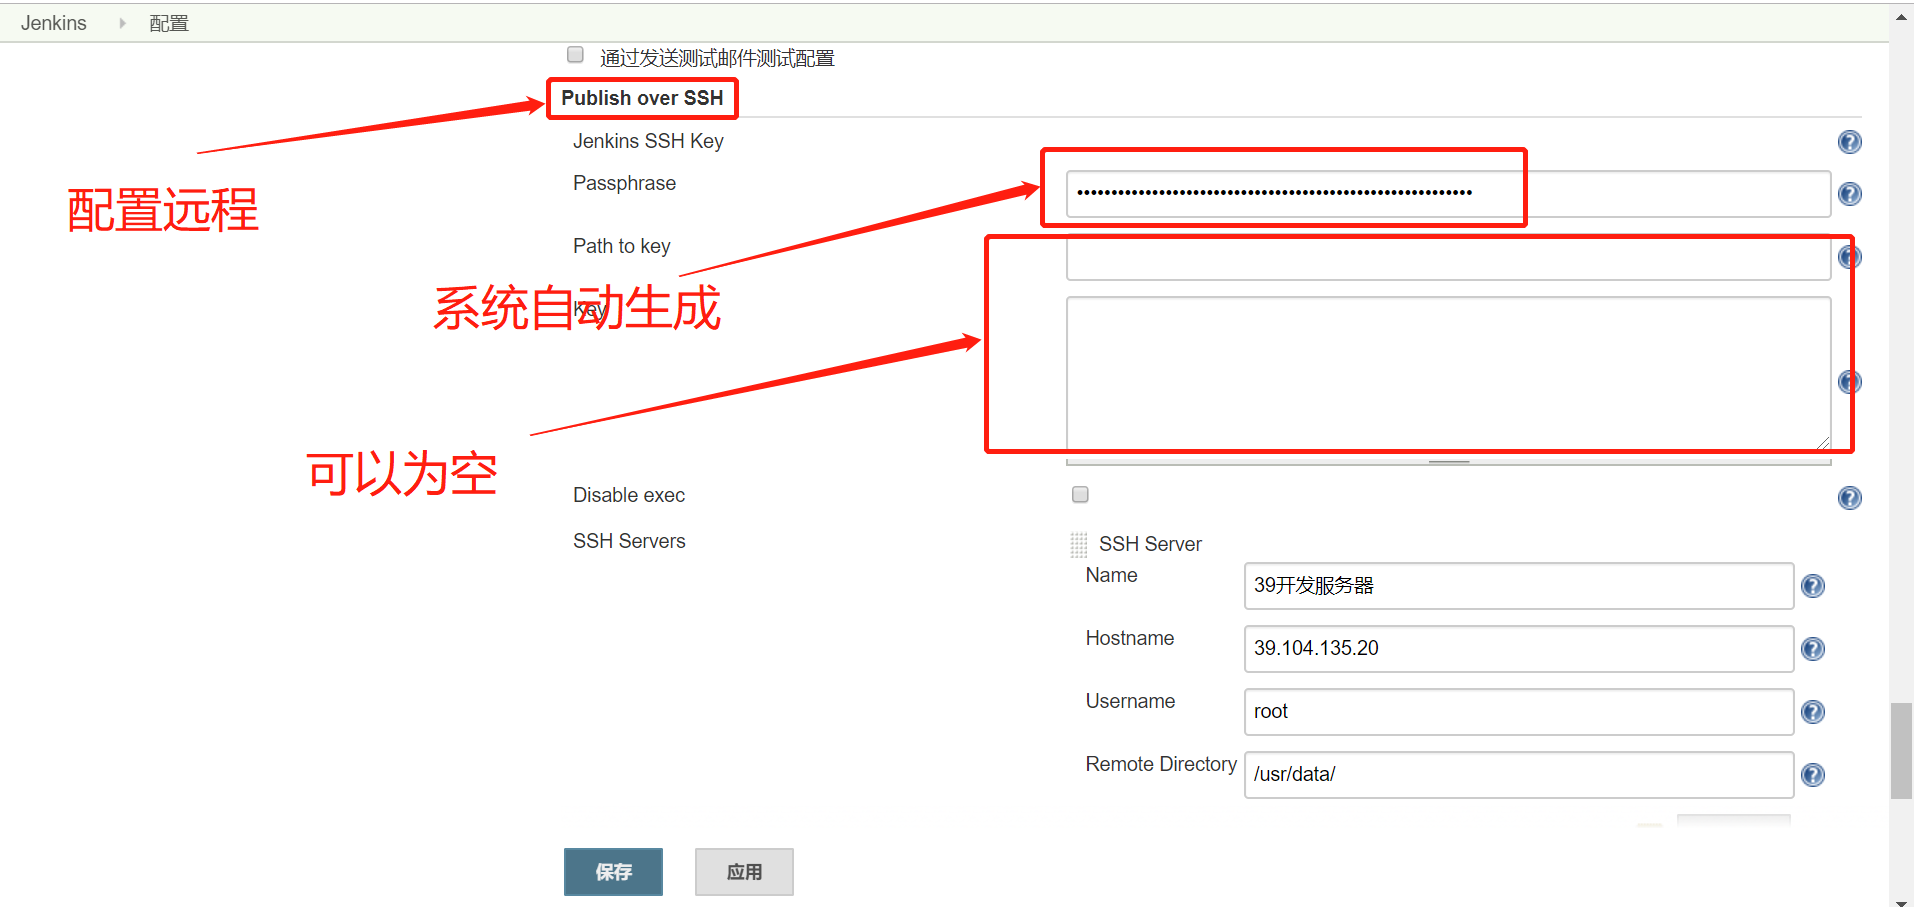 Jenkins 配置
通过发送测试邮件测试配置
Publish over SSH
Jenkins SSH Key
配置远程
Passphrase
••••••••••••••••••••••••••••••••••••••••••••••••••••••••••
Path to key
系统自动生成
Key
可以为空
Disable exec
SSH Servers
SSH Server
Name
39开发服务器
Hostname
39.104.135.20
Username
root
Remote Directory
/usr/data/
保存
应用